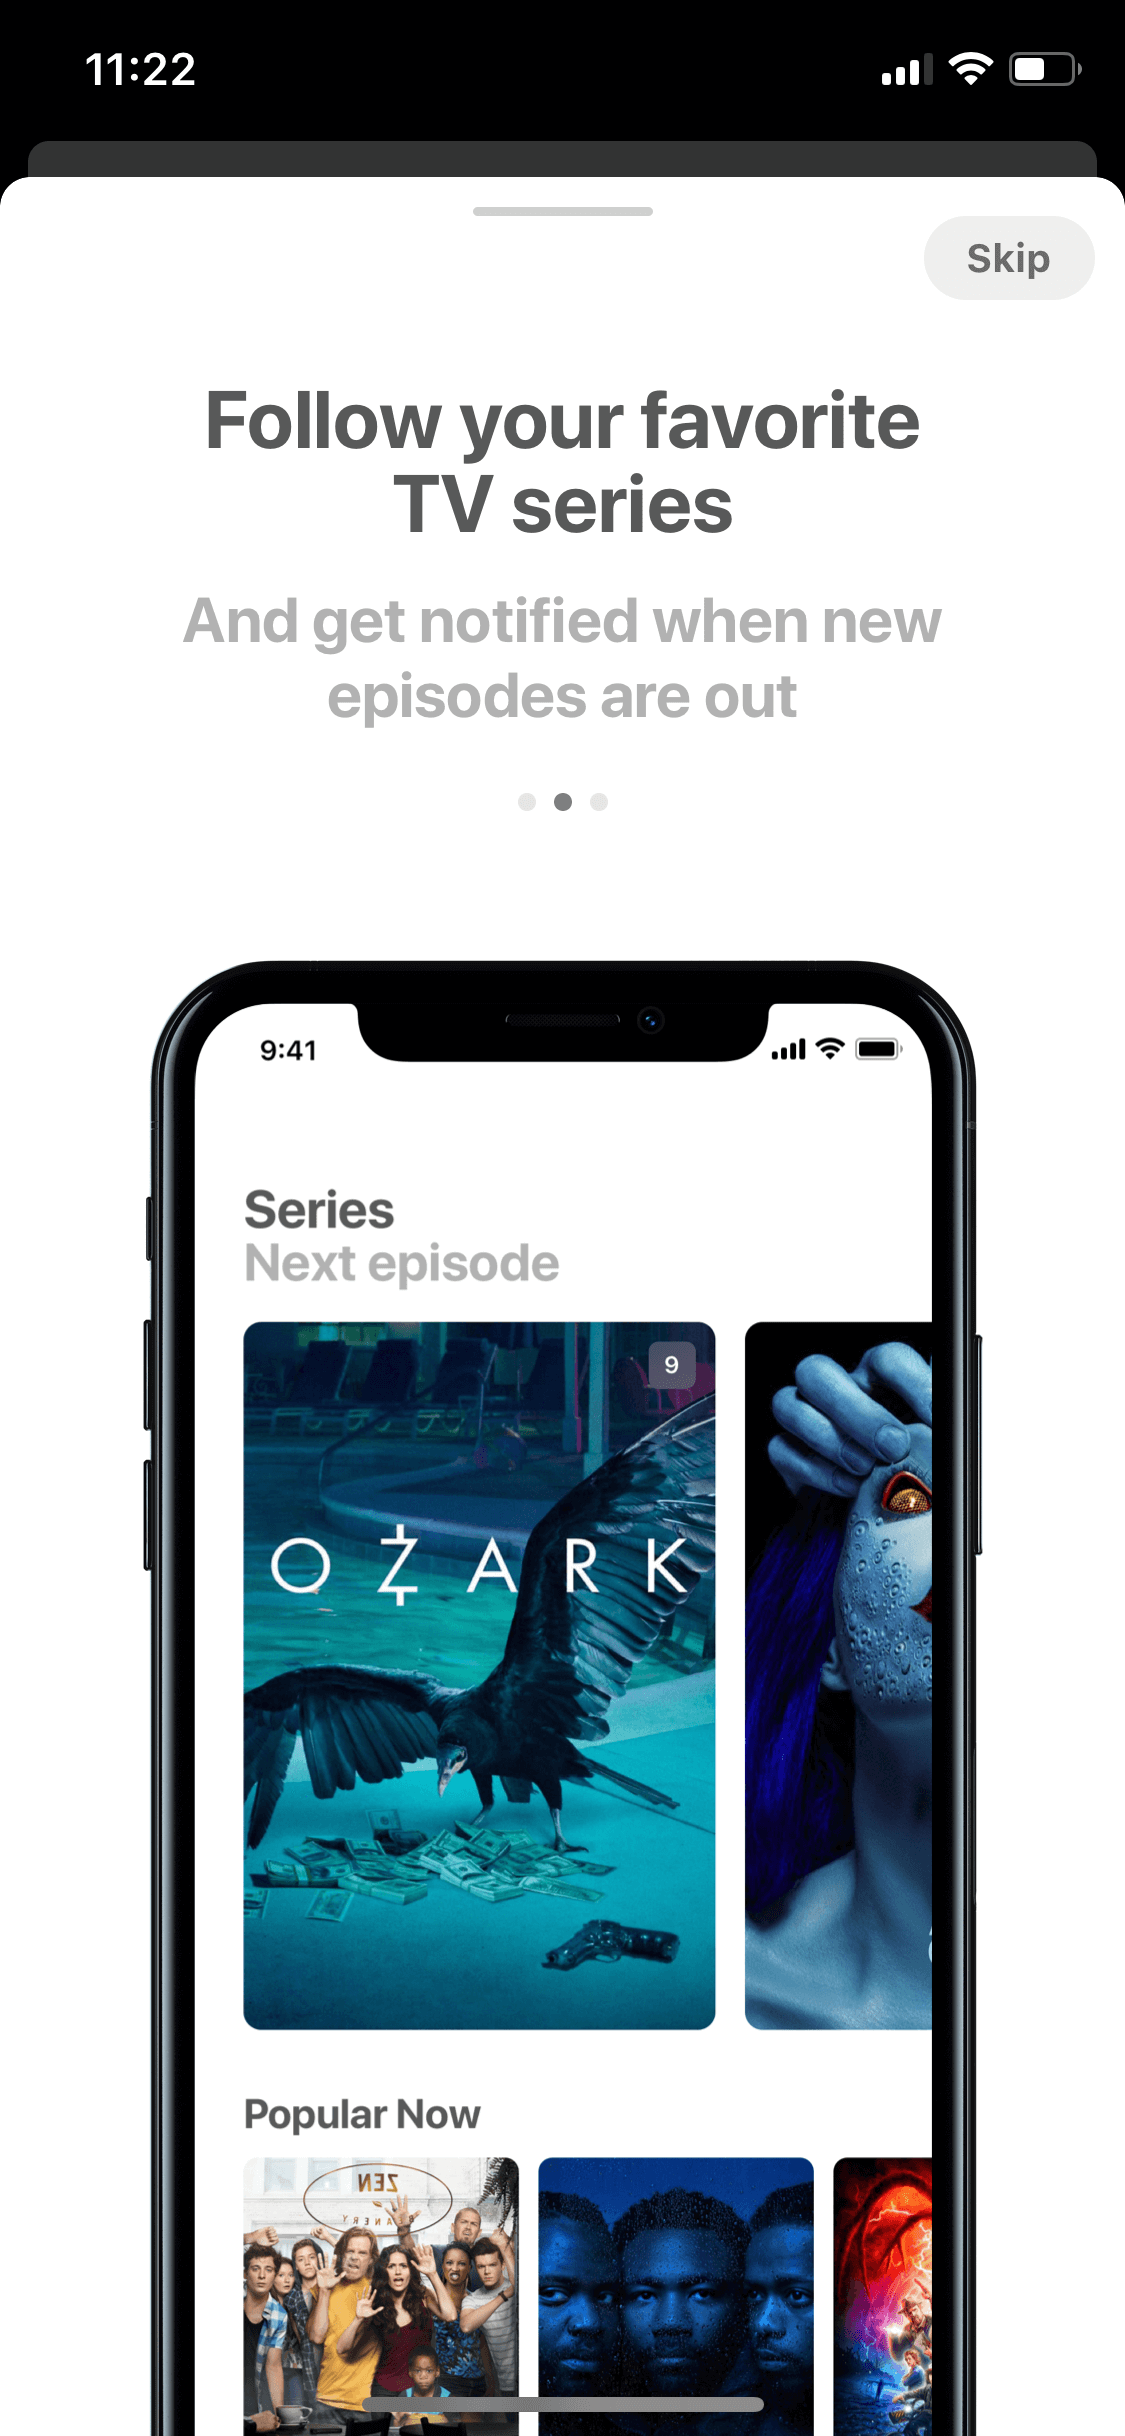 11:22
Skip
Follow your favorite
TV series
And get notified when new
episodes are out
9:41
Series
Next episode
9
OZARK
Popular Now
ZEN